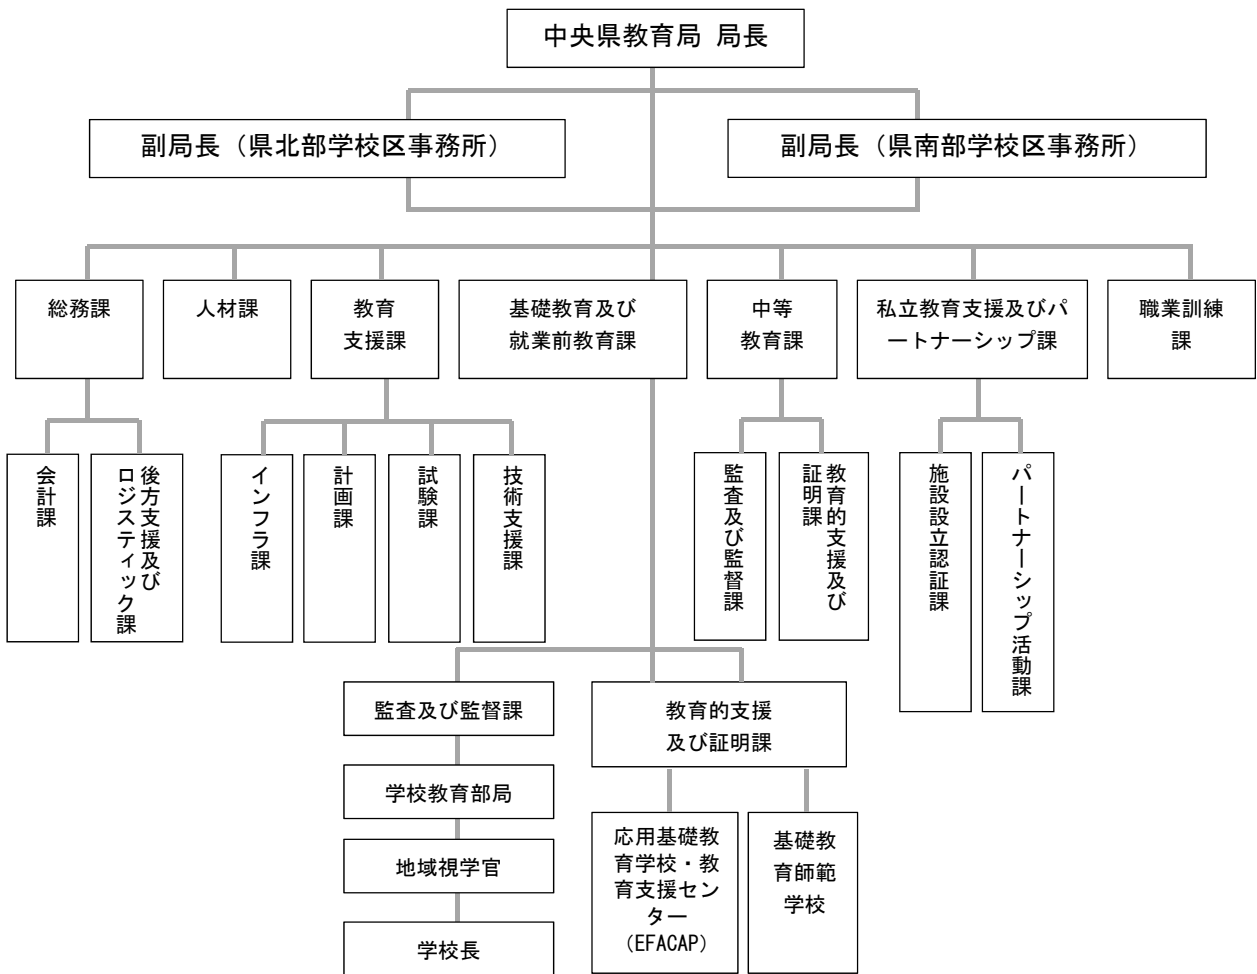 中央県教育局 局長
副局長（県北部学校区事務所）
副局長（県南部学校区事務所）
総務課
人材課
教育
支援課
基礎教育及び
就業前教育課
中等
教育課
私立教育支援及びパ
ートナーシップ課
職業訓練
課
会計課
後方支援及び
ロジスティック課
インフラ課
計画課
試験課
技術支援課
監査及び監督課
教育的支援及び
証明課
施設設立認証課
パートナーシップ活動課
監査及び監督課
教育的支援
及び証明課
学校教育部局
地域視学官
学校長
応用基礎教
育学校・教
育支援セン
ター
（EFACAP）
基礎教
育師範
学校